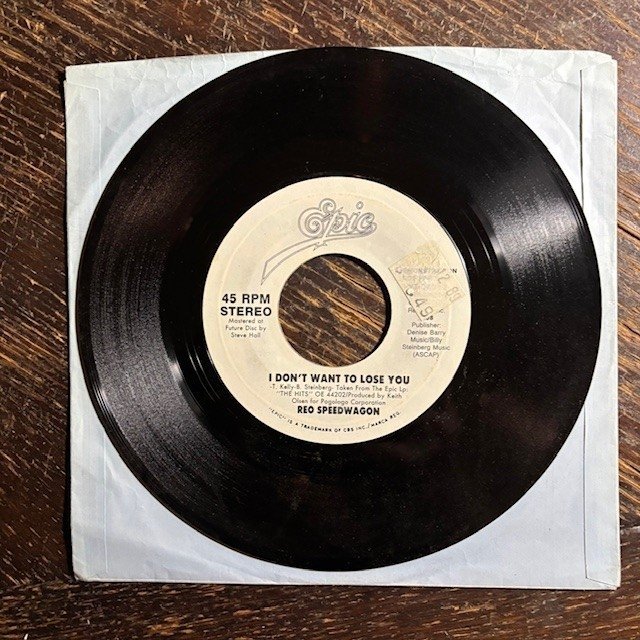 Epic
45 RPM
STEREO
Mastered at
Future Disc by
Steve Hall
Publisher:
Denise Barry
Music/Billy
Steinberg Music
(ASCAP)
I DON'T WANT TO LOSE YOU
-T. Kelly-B. Steinberg- Taken From The Epic Lp:
"THE HITS" OE 44202/Produced by Keith
Olsen for Pogologo Corporation
REO SPEEDWAGON
"EPIC" IS A TRADEMARK OF CBS INC./MARCA REG.